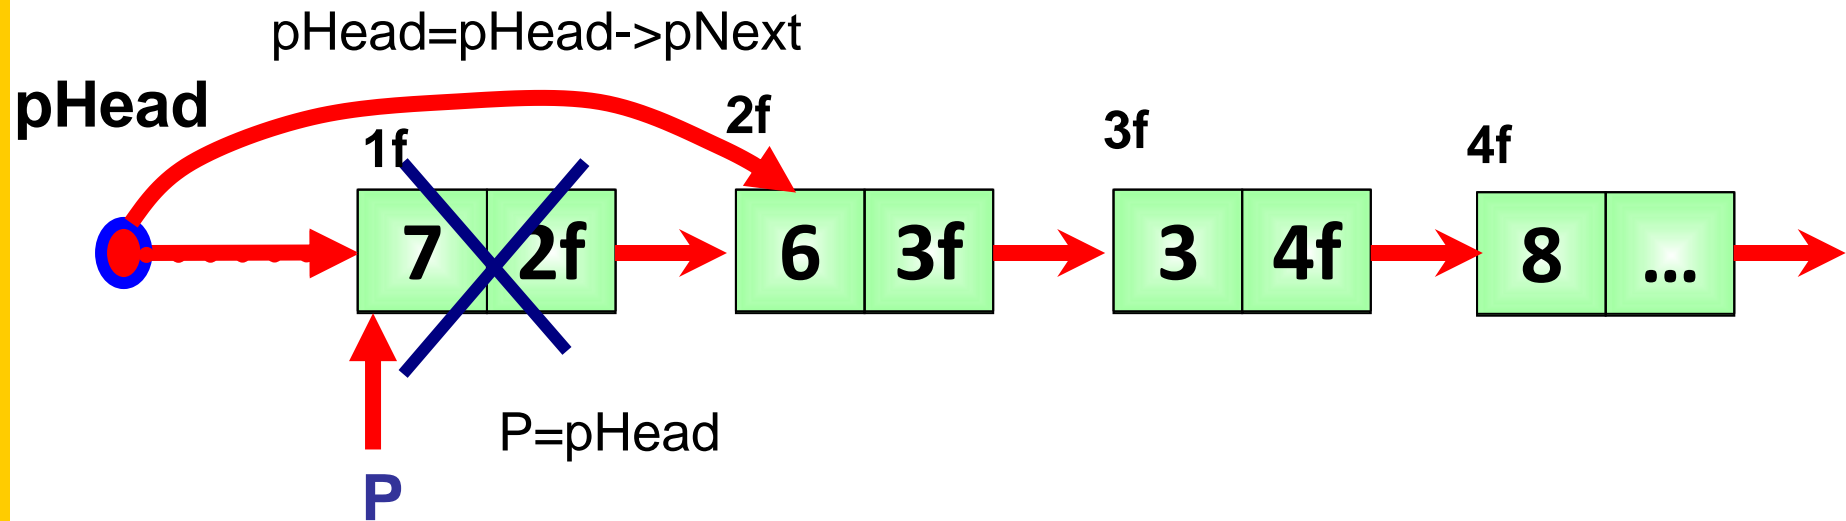 pHead=pHead->pNext
pHead
1f
2f
3f
4f
7 2f 6 3f 3 4f 8 ...
P=pHead
P